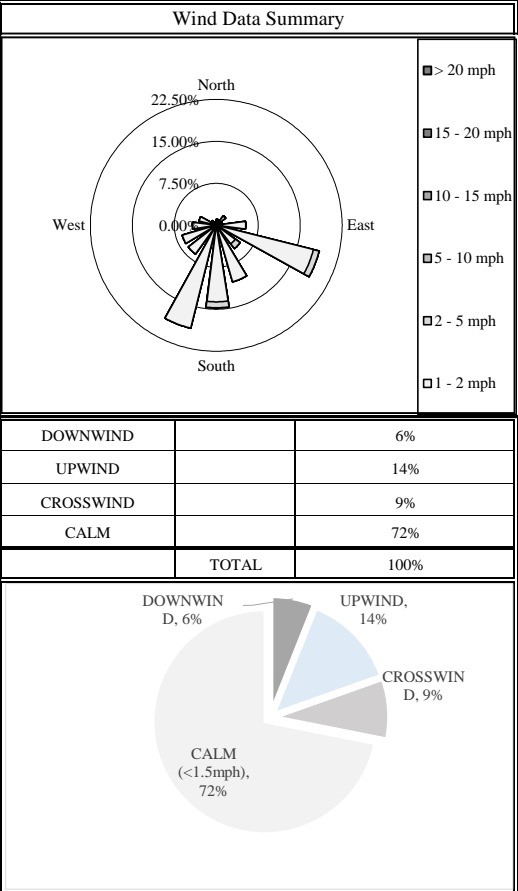 Wind Data Summary
North
22.50%
15.00%
7.50%
0.00%
West
East
South
> 20 mph
15 - 20 mph
10 - 15 mph
5 - 10 mph
2 - 5 mph
1 - 2 mph
DOWNWIND 6%
UPWIND 14%
CROSSWIND 9%
CALM 72%
TOTAL 100%
DOWNWIN
D, 6%
UPWIND,
14%
CROSSWIN
D, 9%
CALM
(<1.5mph),
72%